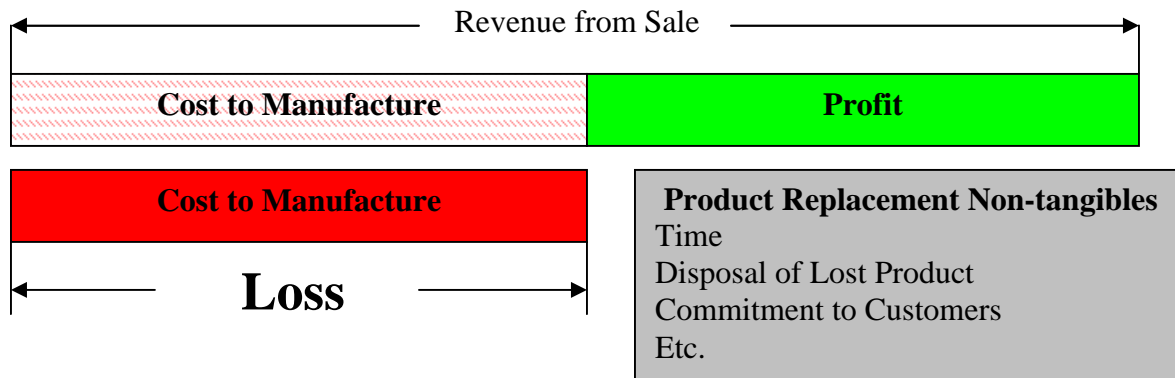 Revenue from Sale
Cost to Manufacture
Profit
Cost to Manufacture
Loss
Product Replacement Non-tangibles
Time
Disposal of Lost Product
Commitment to Customers
Etc.